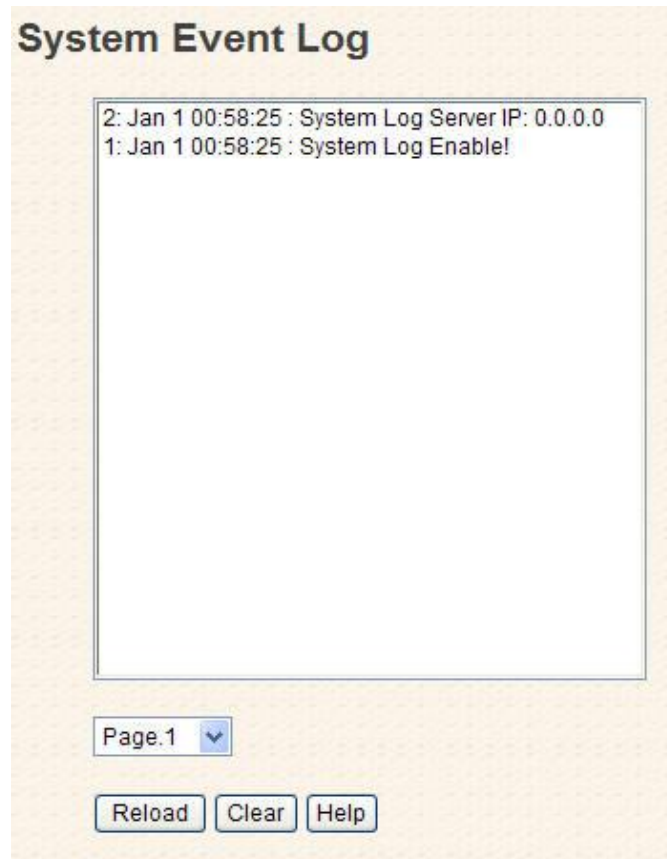 System Event Log
2: Jan 1 00:58:25 : System Log Server IP: 0.0.0.0
1: Jan 1 00:58:25 : System Log Enable!
Page.1
Reload Clear Help